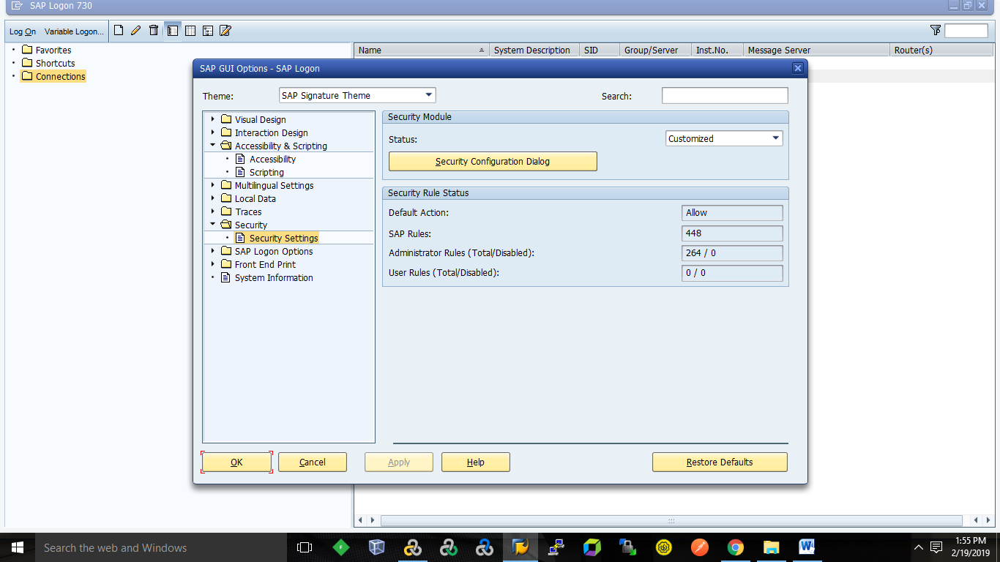 SAP Logon 730
Log On Variable Logon...
Favorites
Shortcuts
Connections
Name System Description SID Group/Server Inst.No. Message Server Router(s)
SAP GUI Options - SAP Logon
Theme: SAP Signature Theme Search:
Visual Design
Interaction Design
Accessibility & Scripting
Accessibility
Scripting
Multilingual Settings
Local Data
Traces
Security
Security Settings
SAP Logon Options
Front End Print
System Information
Security Module
Status: Customized
Security Configuration Dialog
Security Rule Status
Default Action: Allow
SAP Rules: 448
Administrator Rules (Total/Disabled): 264 / 0
User Rules (Total/Disabled): 0 / 0
OK Cancel Apply Help Restore Defaults
Search the web and Windows
1:55 PM
2/19/2019